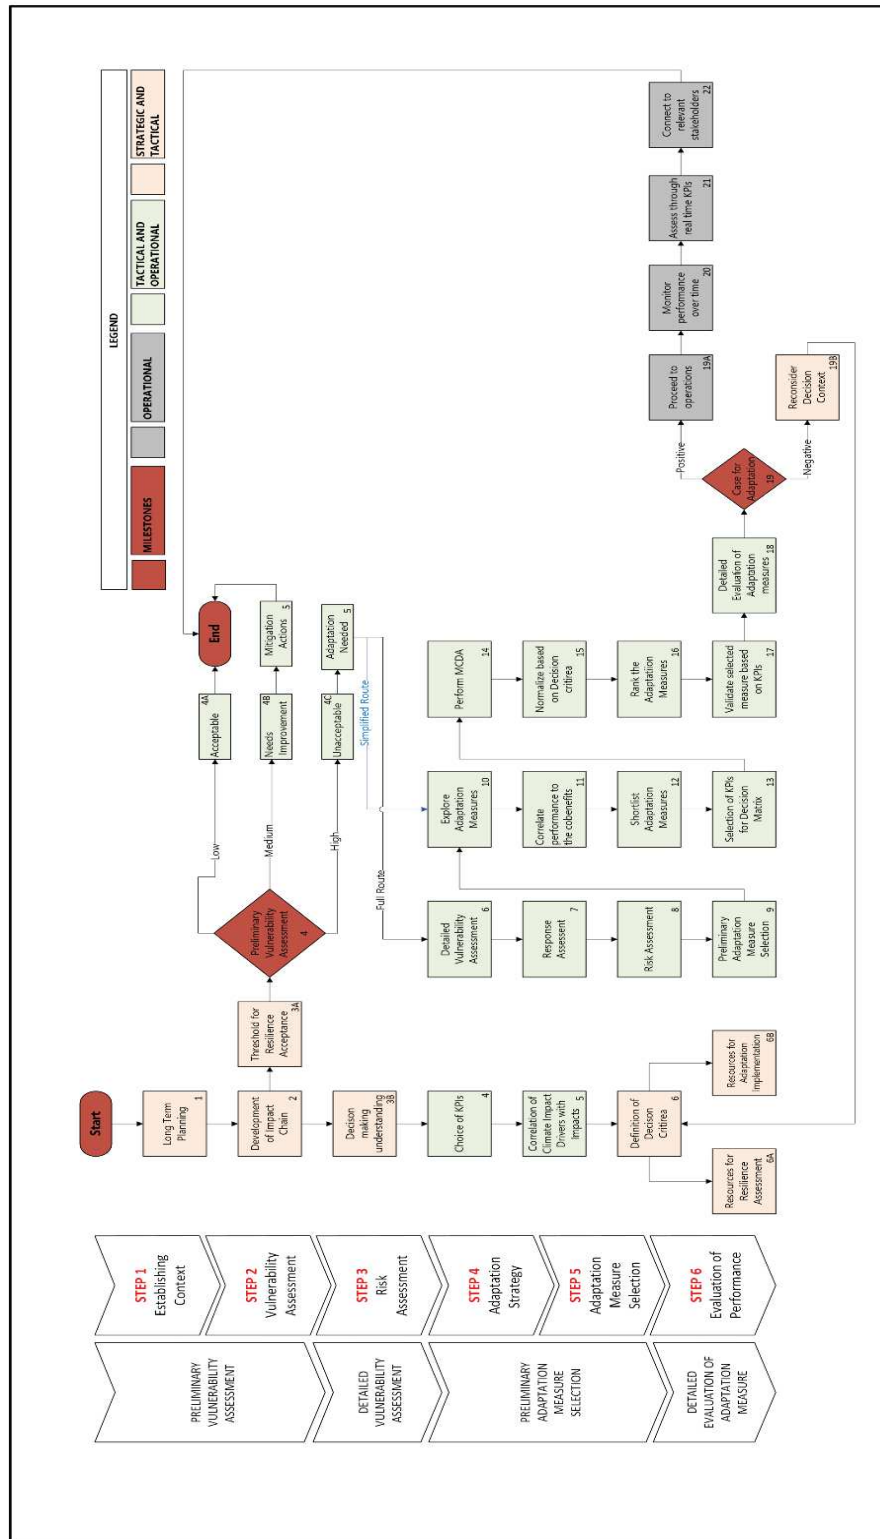 LEGEND
MILESTONES
OPERATIONAL
TACTICAL AND
OPERATIONAL
STRATEGIC AND
TACTICAL
PRELIMINARY
VULNERABILITY
ASSESSMENT
DETAILED
VULNERABILITY
ASSESSMENT
PRELIMINARY
ADAPTATION
MEASURE
SELECTION
DETAILED
EVALUATION OF
ADAPTATION
MEASURE
STEP 1
Establishing
Context
STEP 2
Vulnerability
Assessment
STEP 3
Risk
Assessment
STEP 4
Adaptation
Strategy
STEP 5
Adaptation
Measure
Selection
STEP 6
Evaluation of
Performance
Start
Long Term
Planning
1
Development
of Impact
Chain
2
Threshold for
Resilience
Acceptance
3A
Decison
making
understanding
3B
Choice of KPIs
4
Correlation of
Climate Impact
Drivers with
Impacts
5
Definition of
Decison
Critirea
6
Resources for
Resilience
Assessment
6A
Resources for
Adaptation
Implementation
6B
Preliminary
Vulnerability
Assessment
4
Low
Medium
High
Acceptable
4A
Needs
Improvement
4B
Unacceptable
4C
End
Mitigation
Actions
5
Adaptation
Needed
5
Simplified Route
Full Route
Detailed
Vulnerability
Assessment
6
Response
Assessent
7
Risk Assessment
8
Preliminary
Adaptation
Measure
Selection
9
Explore
Adaptation
Measures
10
Correlate
performance to
the cobenefits
11
Shortlist
Adaptation
Measures
12
Selection of KPIs
for Decision
Matrix
13
Perform MCDA
14
Normalize based
on Decision
critirea
15
Rank the
Adaptatiion
Measures
16
Validate selected
measure based
on KPIs
17
Detailed
Evaluation of
Adaptation
measures
18
Case for
Adaptation
19
Positive
Negative
Proceed to
operations
19A
Reconsider
Decision
Context
19B
Monitor
performance
over time
20
Assess through
real time KPIs
21
Connect to
relevant
stakeholders
22